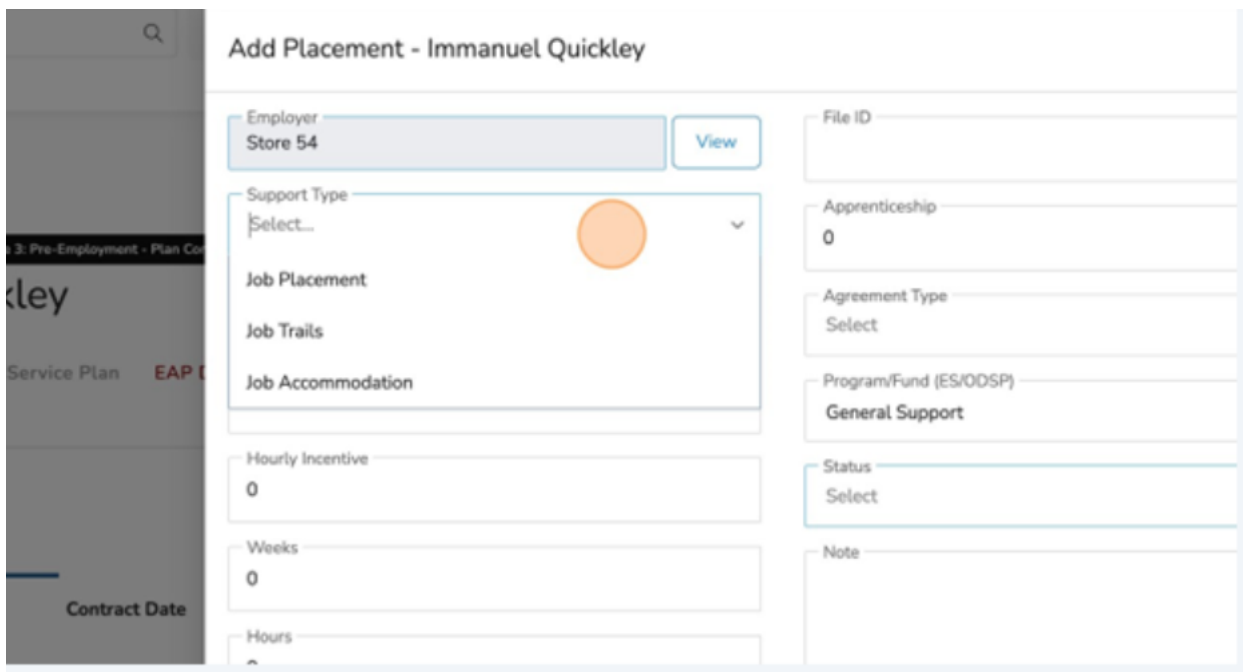 Add Placement - Immanuel Quickley
Employer
Store 54
View
Support Type
Select...
Job Placement
Job Trails
Job Accommodation
Hourly Incentive
0
Weeks
0
Hours
File ID
Apprenticeship
0
Agreement Type
Select
Program/Fund (ES/ODSP)
General Support
Status
Select
Note
3: Pre-Employment - Plan Co
kley
Service Plan
EAP
Contract Date